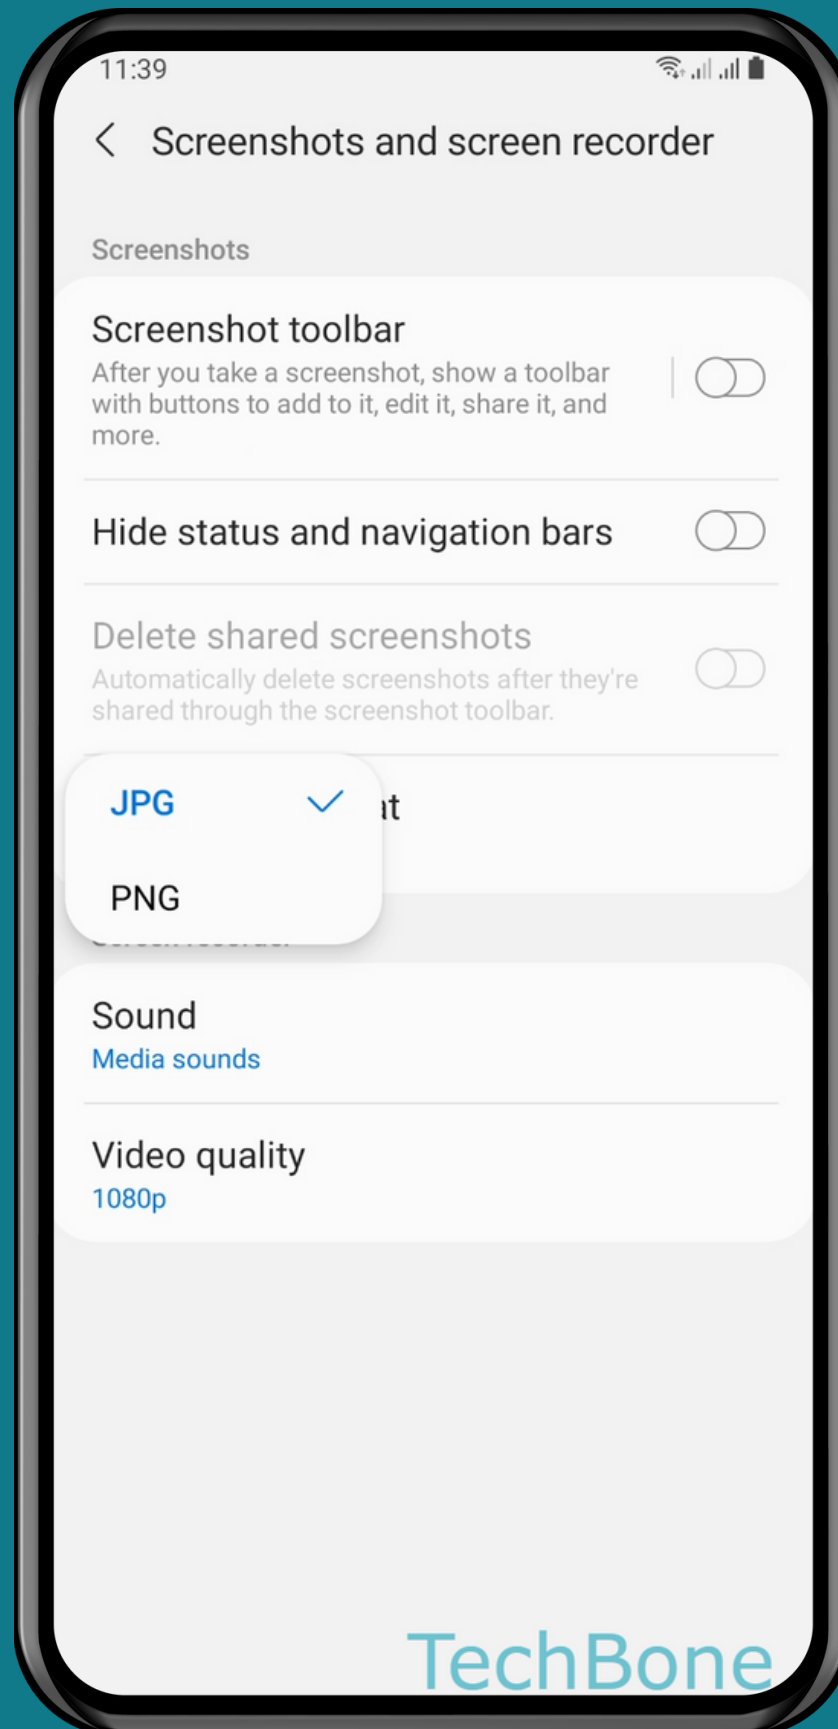 11:39
Screenshots and screen recorder
Screenshots
Screenshot toolbar
After you take a screenshot, show a toolbar
with buttons to add to it, edit it, share it, and
more.
Hide status and navigation bars
Delete shared screenshots
Automatically delete screenshots after they're
shared through the screenshot toolbar.
JPG
PNG
Sound
Media sounds
Video quality
1080p
TechBone